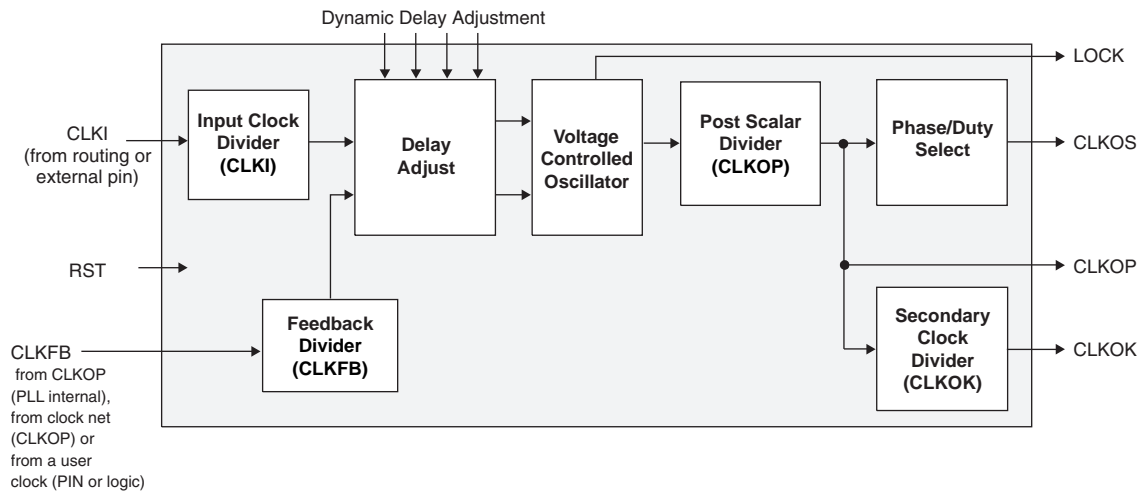 Dynamic Delay Adjustment
LOCK
CLKI
(from routing or
external pin)
Input Clock
Divider
(CLKI)
Delay
Adjust
Voltage
Controlled
Oscillator
Post Scalar
Divider
(CLKOP)
Phase/Duty
Select
CLKOS
RST
CLKOP
CLKFB
from CLKOP
(PLL internal),
from clock net
(CLKOP) or
from a user
clock (PIN or logic)
Feedback
Divider
(CLKFB)
Secondary
Clock
Divider
(CLKOK)
CLKOK